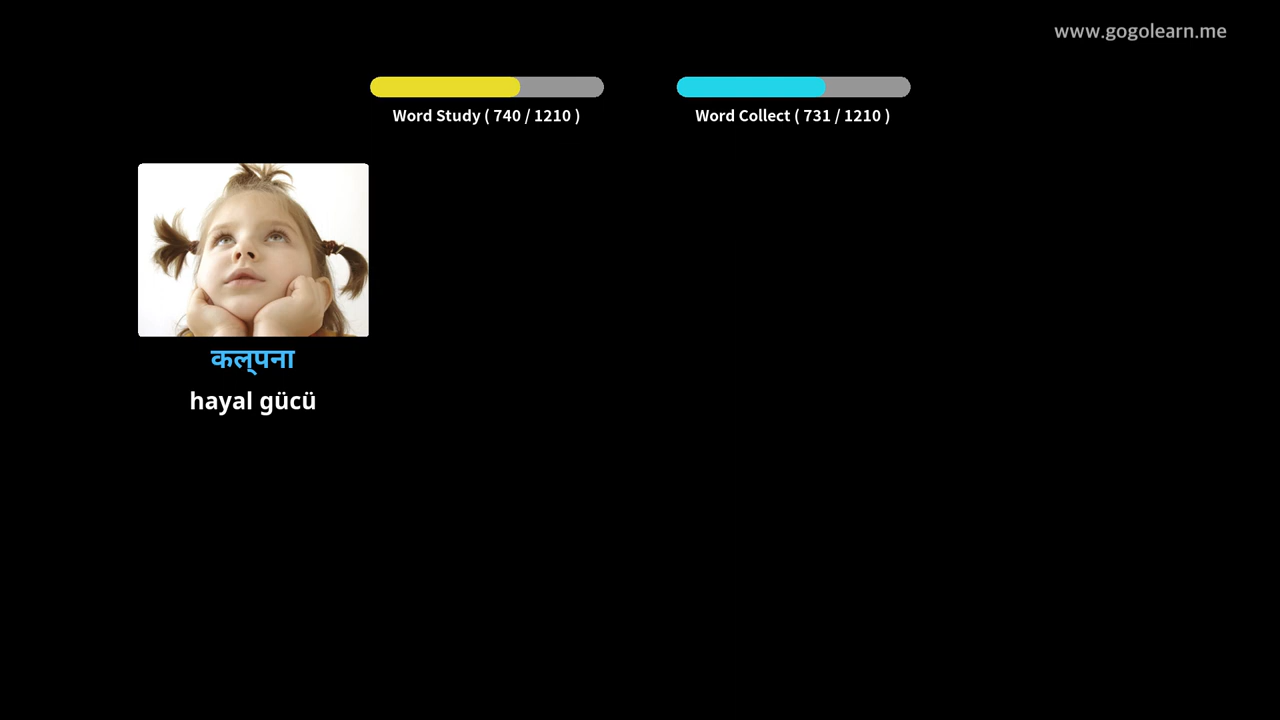 www.gogolearn.me
Word Study ( 740 / 1210 )
Word Collect ( 731 / 1210 )
कल्पना
hayal gücü